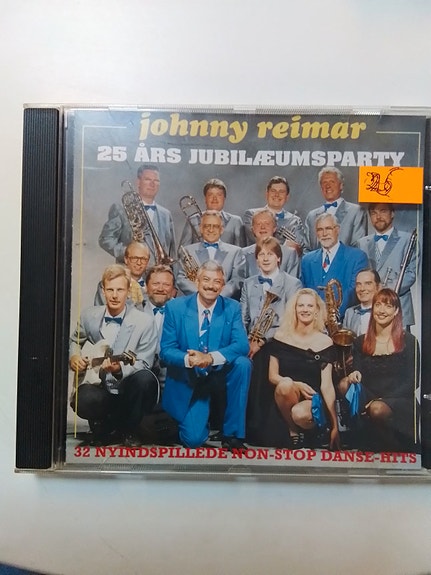 johnny reimar
25 ÅRS JUBILÆUMSPARTY
32 NYINDSPILLEDE NON-STOP DANSE-HITS